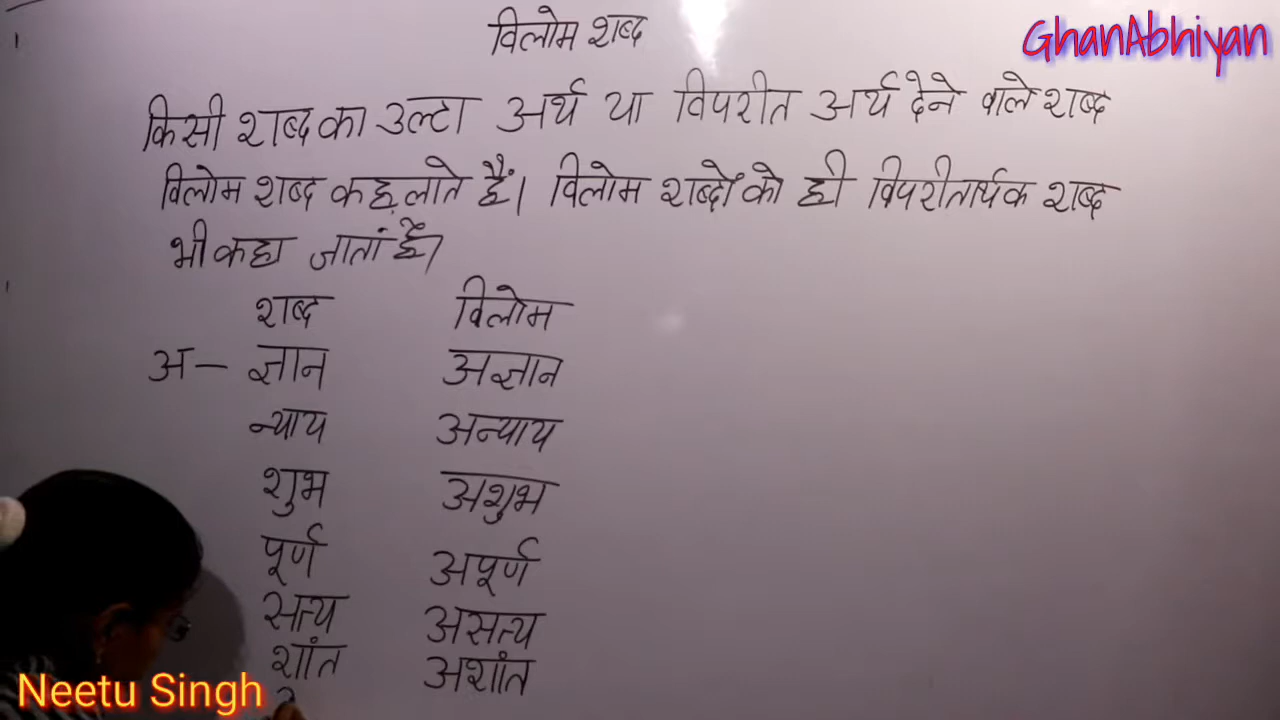 विलोम शब्द
GhanAbhiyan
किसी शब्द का उल्टा अर्थ या विपरीत अर्थ देने वाले शब्द
विलोम शब्द कहलाते हैं। विलोम शब्दों को ही विपरीतार्थक शब्द
भी कहा जातां है।
शब्द विलोम
अ — ज्ञान अज्ञान
न्याय अन्याय
शुभ अशुभ
पूर्ण अपूर्ण
सत्य असत्य
शांत अशांत
Neetu Singh